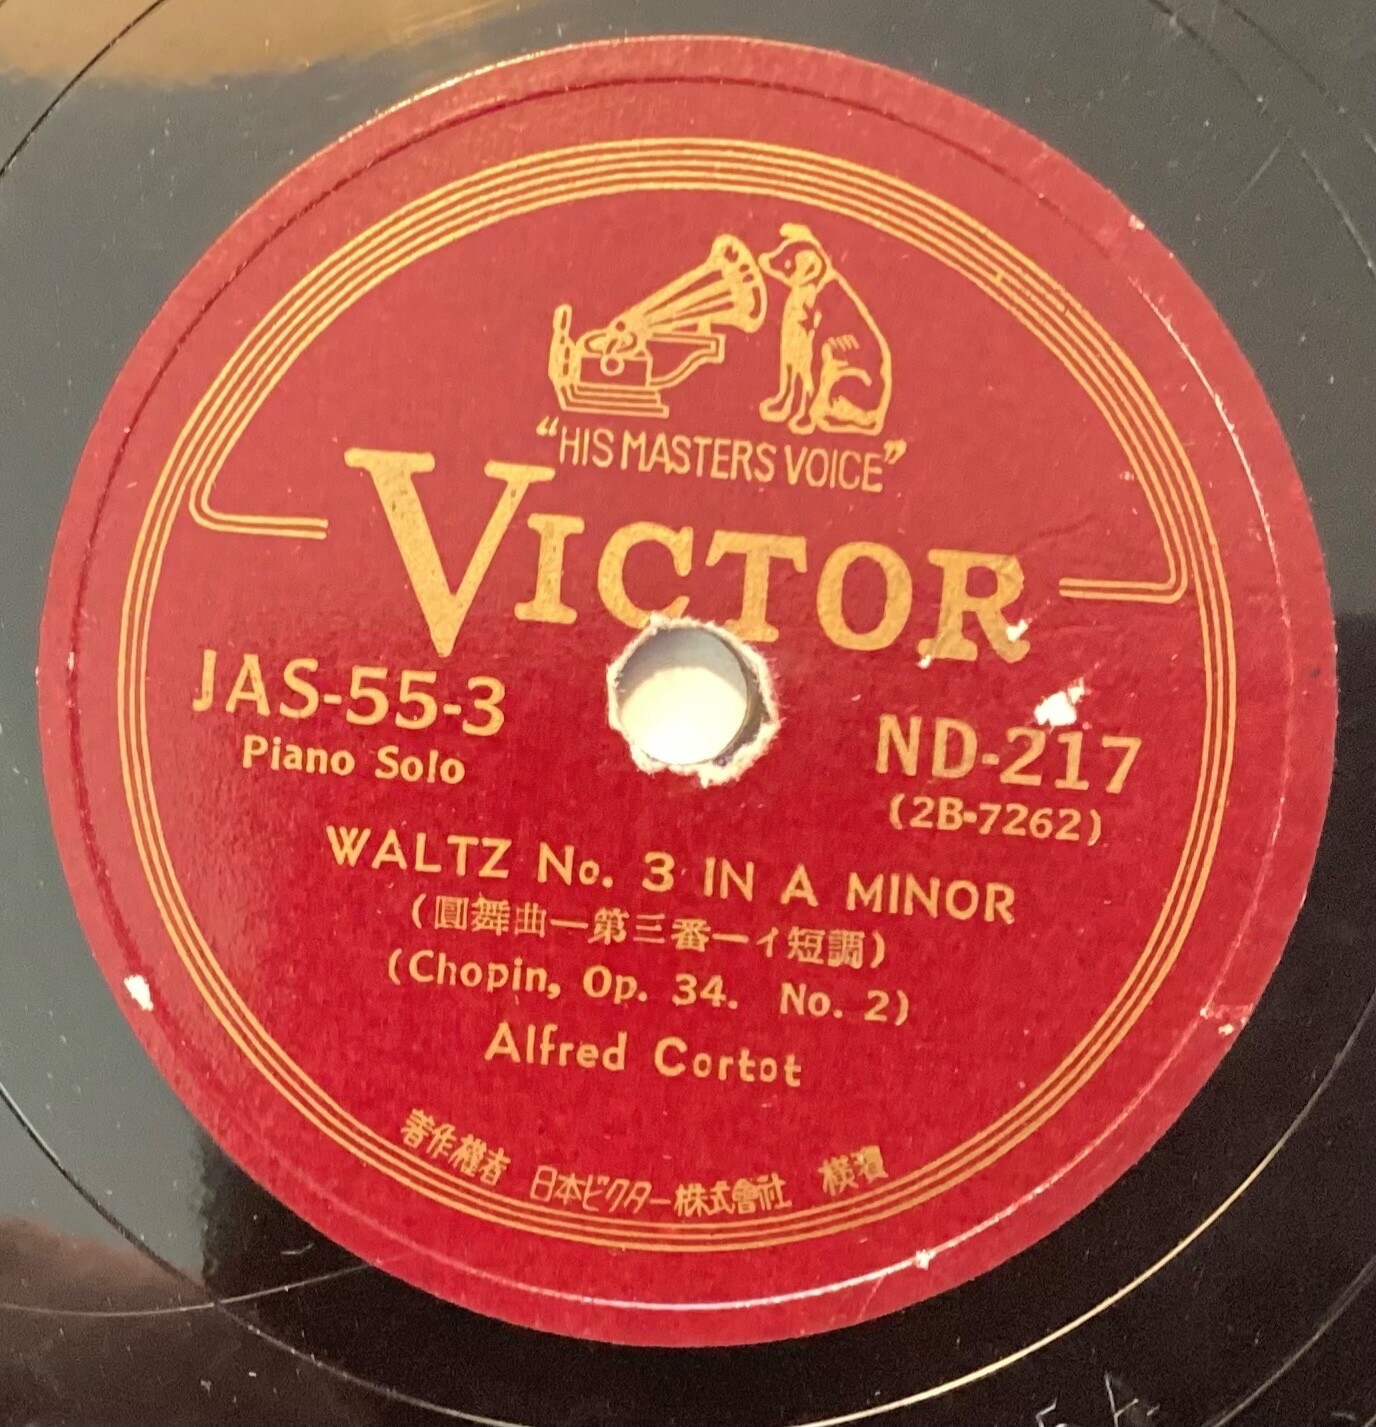 "HIS MASTERS VOICE"
VICTOR
JAS-55-3
Piano Solo
ND-217
(2B-7262)
WALTZ No. 3 IN A MINOR
(圓舞曲—第三番—イ短調)
(Chopin, Op. 34. No. 2)
Alfred Cortot
著作權者 日本ビクター株式會社 横濱